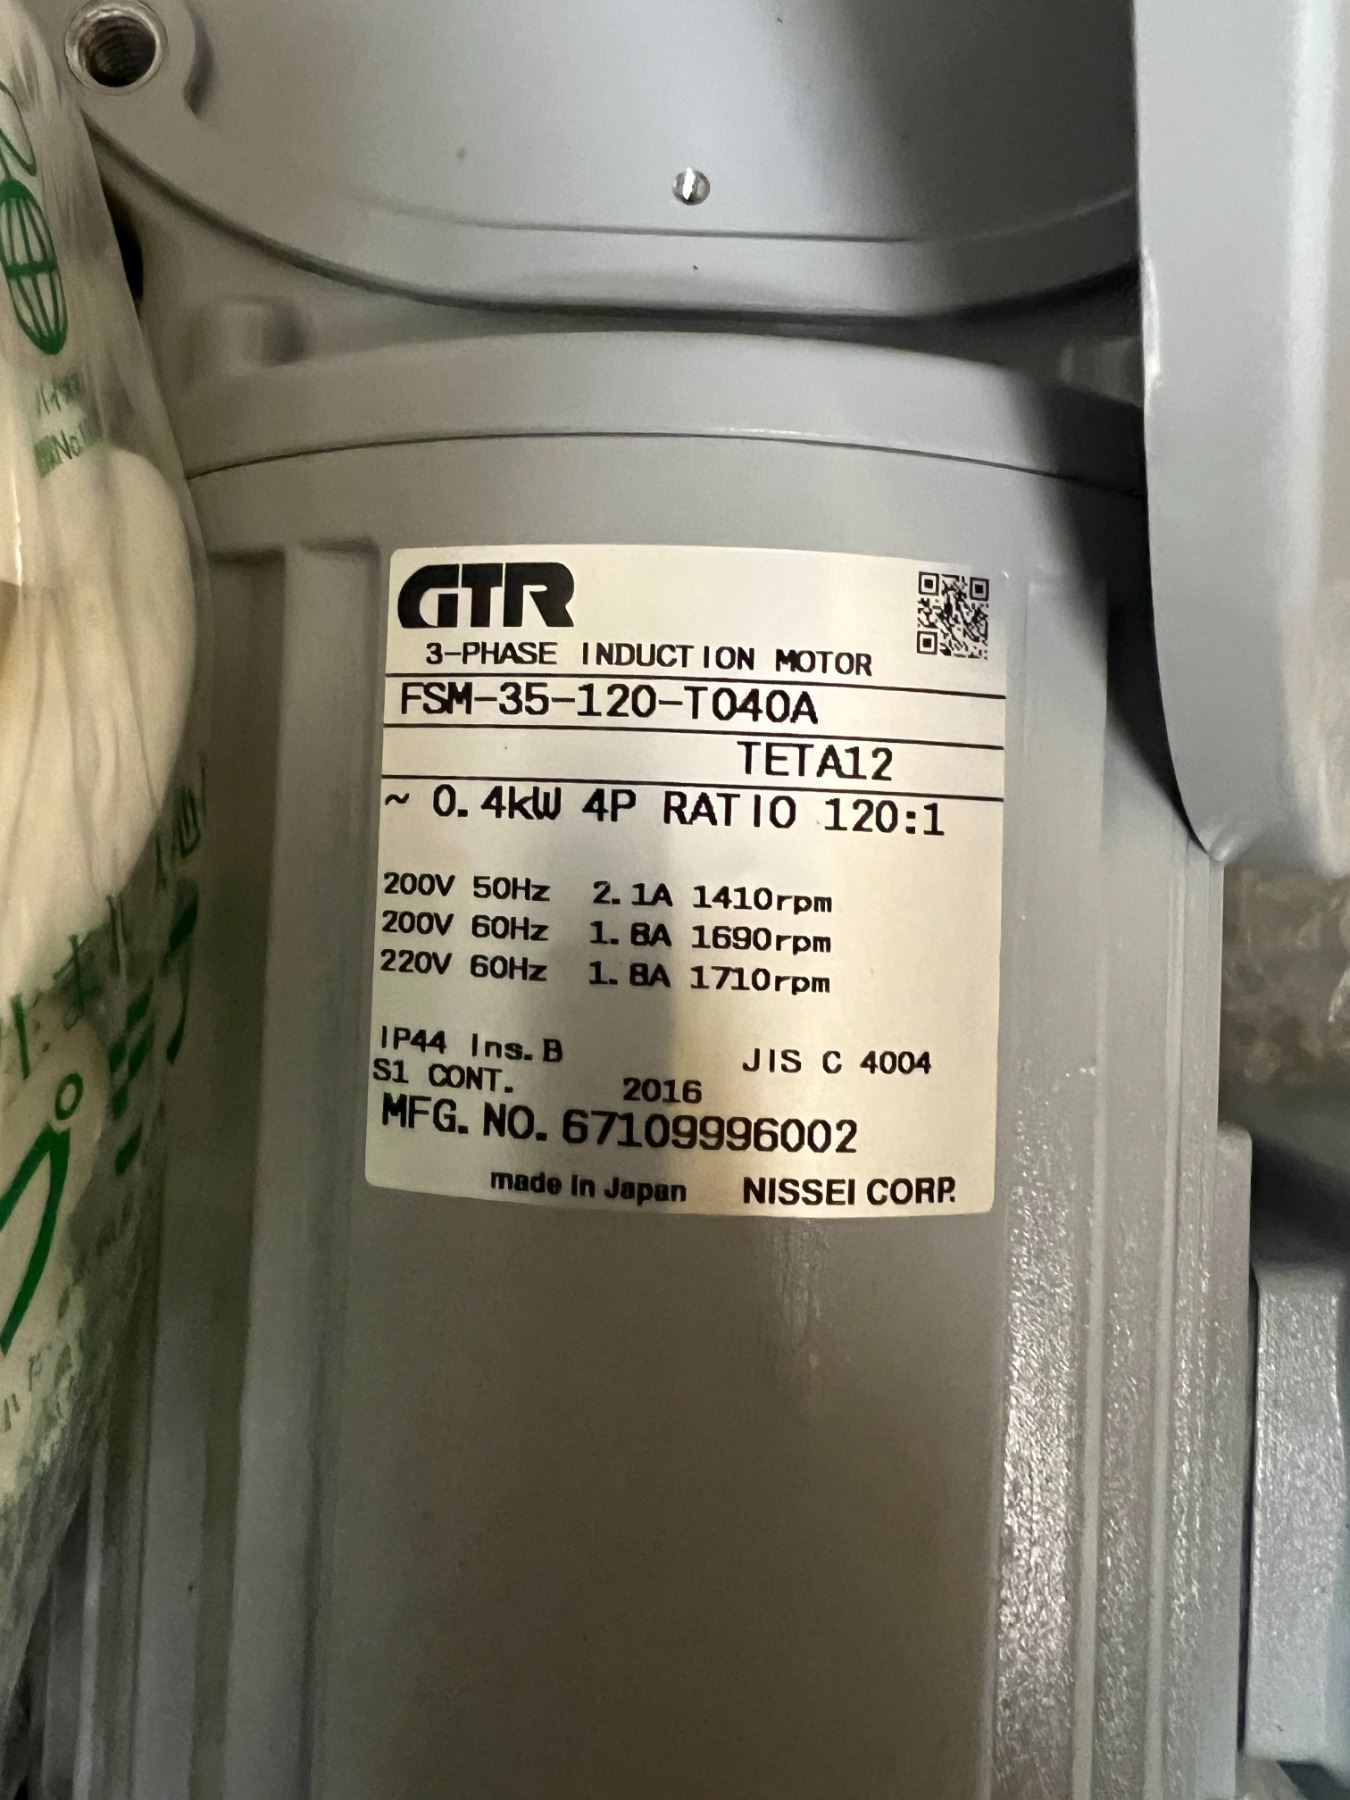 GTR
3-PHASE INDUCTION MOTOR
FSM-35-120-T040A
TETA12
~ 0.4kW 4P RATIO 120:1
200V 50Hz 2.1A 1410rpm
200V 60Hz 1.8A 1690rpm
220V 60Hz 1.8A 1710rpm
IP44 Ins.B JIS C 4004
S1 CONT. 2016
MFG.NO.67109996002
made in Japan NISSEI CORP.